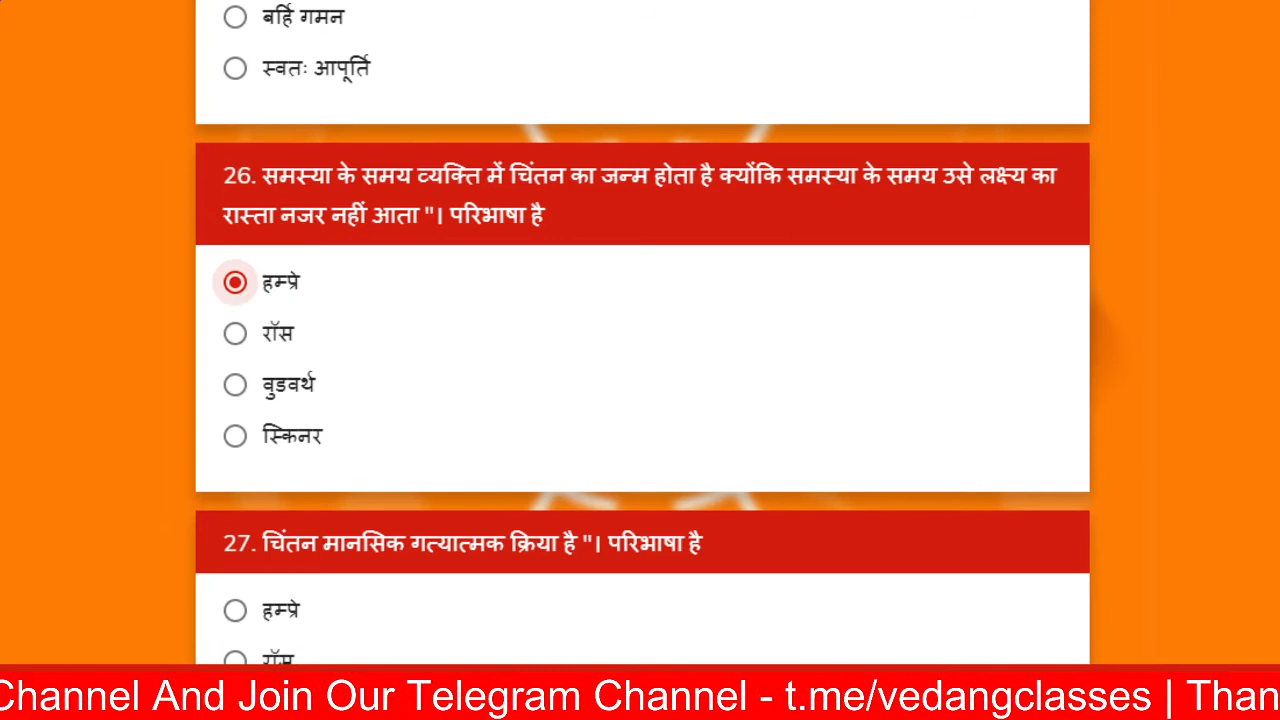 बर्हि गमन
स्वतः आपूर्ति
26. समस्या के समय व्यक्ति में चिंतन का जन्म होता है क्योंकि समस्या के समय उसे लक्ष्य का
रास्ता नजर नहीं आता "। परिभाषा है
हम्प्रे
रॉस
वुडवर्थ
स्किनर
27. चिंतन मानसिक गत्यात्मक क्रिया है "। परिभाषा है
हम्प्रे
रॉस
Channel And Join Our Telegram Channel - t.me/vedangclasses | Than